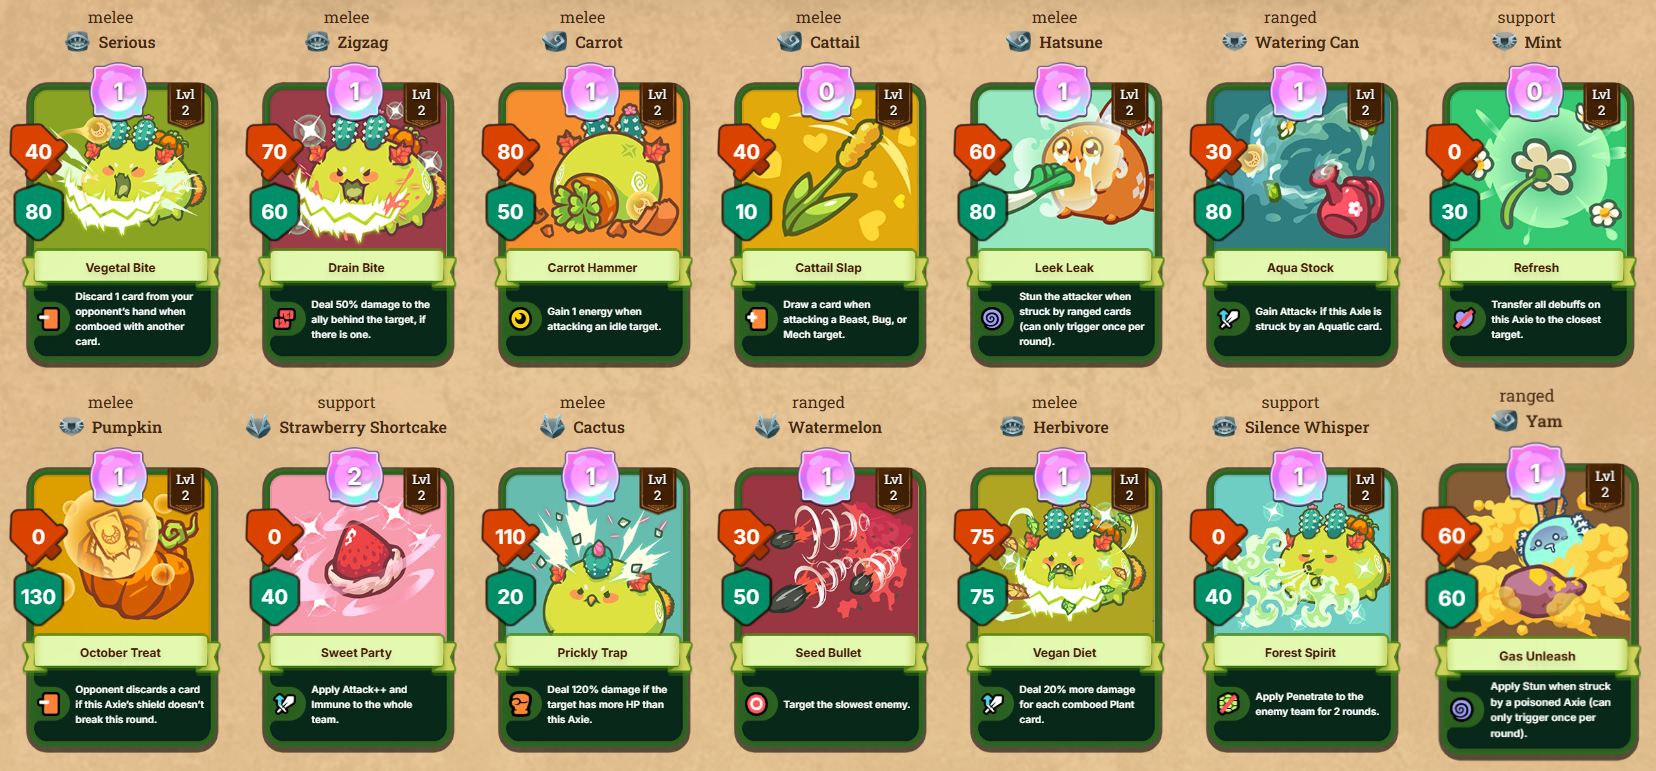 melee
Serious
1
Lvl
2
40
80
Vegetal Bite
Discard 1 card from your
opponent's hand when
comboed with another
card.
melee
Zigzag
1
Lvl
2
70
60
Drain Bite
Deal 50% damage to the
ally behind the target, if
there is one.
melee
Carrot
1
Lvl
2
80
50
Carrot Hammer
Gain 1 energy when
attacking an idle target.
melee
Cattail
0
Lvl
2
40
10
Cattail Slap
Draw a card when
attacking a Beast, Bug, or
Mech target.
melee
Hatsune
1
Lvl
2
60
80
Leek Leak
Stun the attacker when
struck by ranged cards
(can only trigger once per
round).
ranged
Watering Can
1
Lvl
2
30
80
Aqua Stock
Gain Attack+ if this Axie is
struck by an Aquatic card.
support
Mint
0
Lvl
2
0
30
Refresh
Transfer all debuffs on
this Axie to the closest
target.
melee
Pumpkin
1
Lvl
2
0
130
October Treat
Opponent discards a card
if this Axie's shield doesn't
break this round.
support
Strawberry Shortcake
2
Lvl
2
0
40
Sweet Party
Apply Attack++ and
Immune to the whole
team.
melee
Cactus
1
Lvl
2
110
20
Prickly Trap
Deal 120% damage if the
target has more HP than
this Axie.
ranged
Watermelon
1
Lvl
2
30
50
Seed Bullet
Target the slowest enemy.
melee
Herbivore
1
Lvl
2
75
75
Vegan Diet
Deal 20% more damage
for each comboed Plant
card.
support
Silence Whisper
1
Lvl
2
0
40
Forest Spirit
Apply Penetrate to the
enemy team for 2 rounds.
ranged
Yam
1
Lvl
2
60
60
Gas Unleash
Apply Stun when struck
by a poisoned Axie (can
only trigger once per
round).